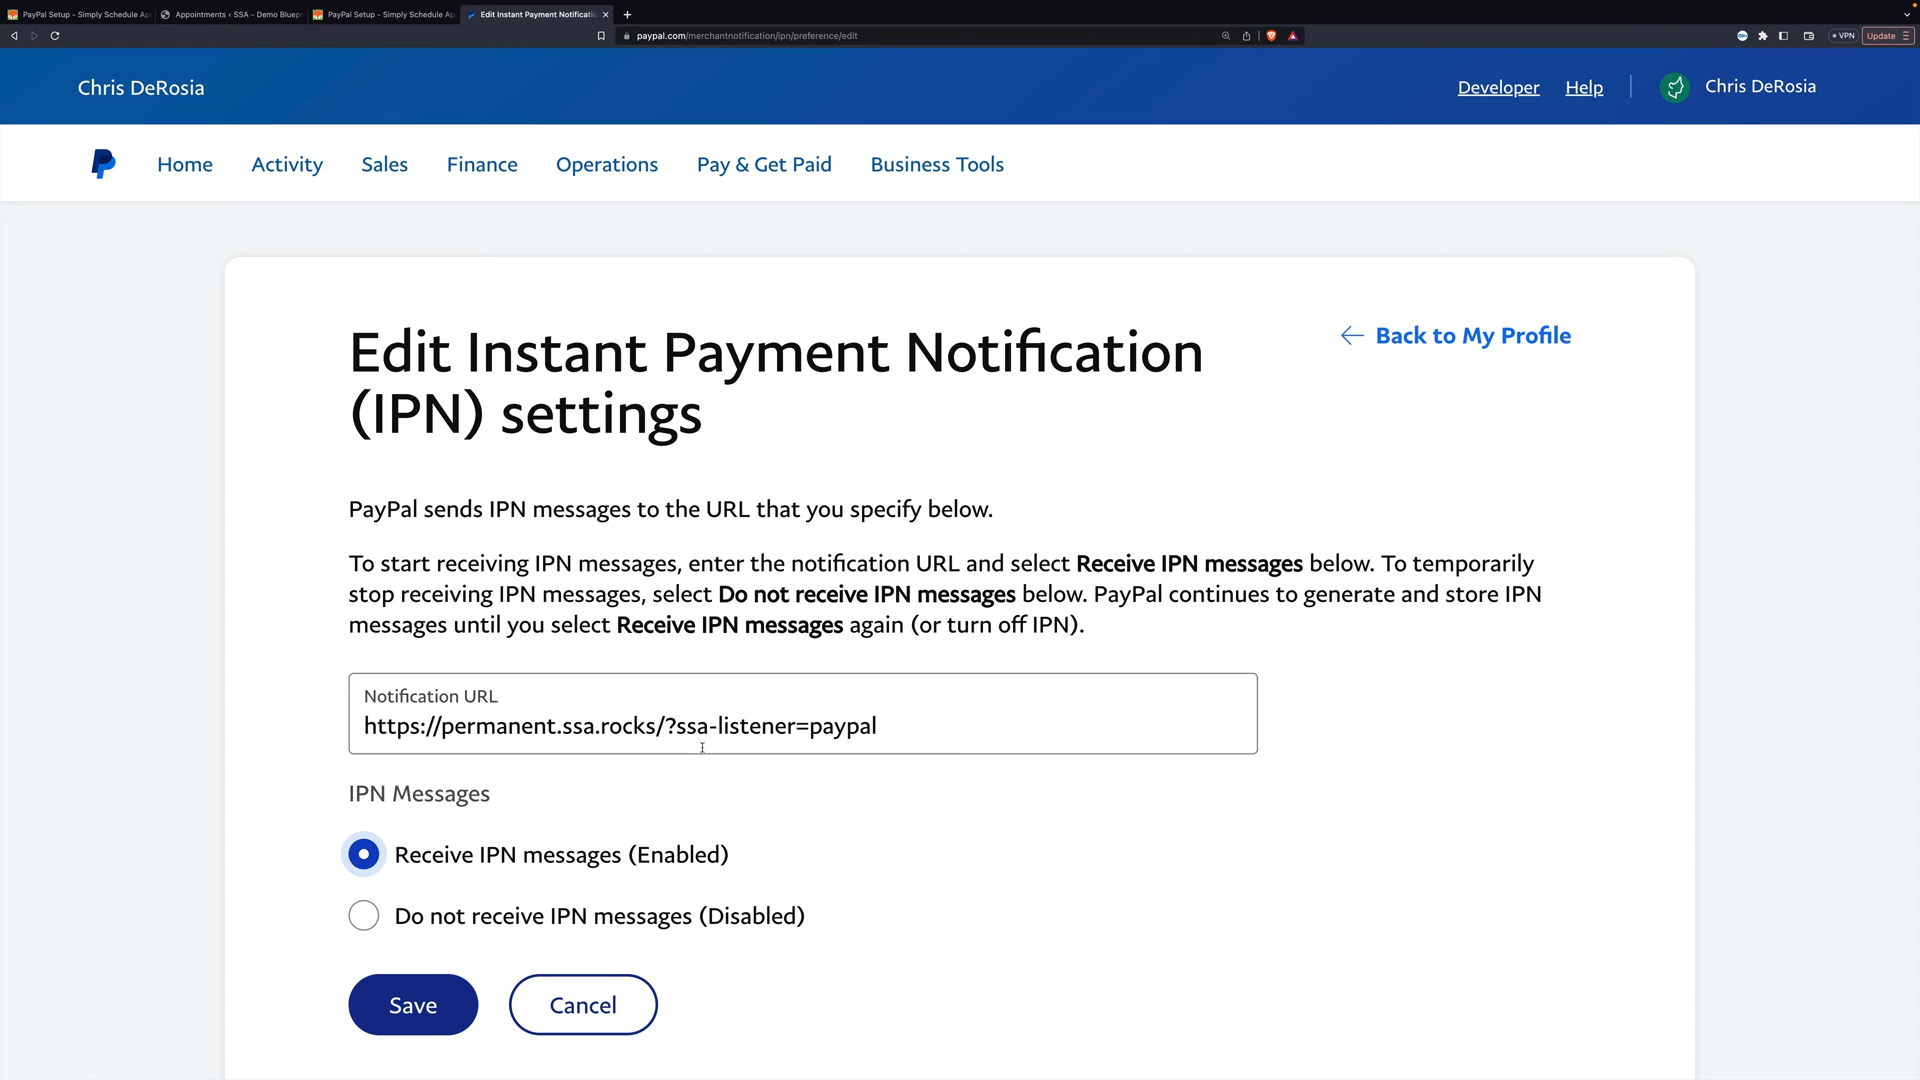 PayPal Setup - Simply Schedule Ap
Appointments ‹ SSA - Demo Bluepr
PayPal Setup - Simply Schedule Ap
Edit Instant Payment Notificatio
paypal.com/merchantnotification/ipn/preference/edit
VPN
Update
Chris DeRosia
Developer
Help
Chris DeRosia
Home
Activity
Sales
Finance
Operations
Pay & Get Paid
Business Tools
Edit Instant Payment Notification
(IPN) settings
Back to My Profile
PayPal sends IPN messages to the URL that you specify below.
To start receiving IPN messages, enter the notification URL and select Receive IPN messages below. To temporarily
stop receiving IPN messages, select Do not receive IPN messages below. PayPal continues to generate and store IPN
messages until you select Receive IPN messages again (or turn off IPN).
Notification URL
https://permanent.ssa.rocks/?ssa-listener=paypal
IPN Messages
Receive IPN messages (Enabled)
Do not receive IPN messages (Disabled)
Save
Cancel